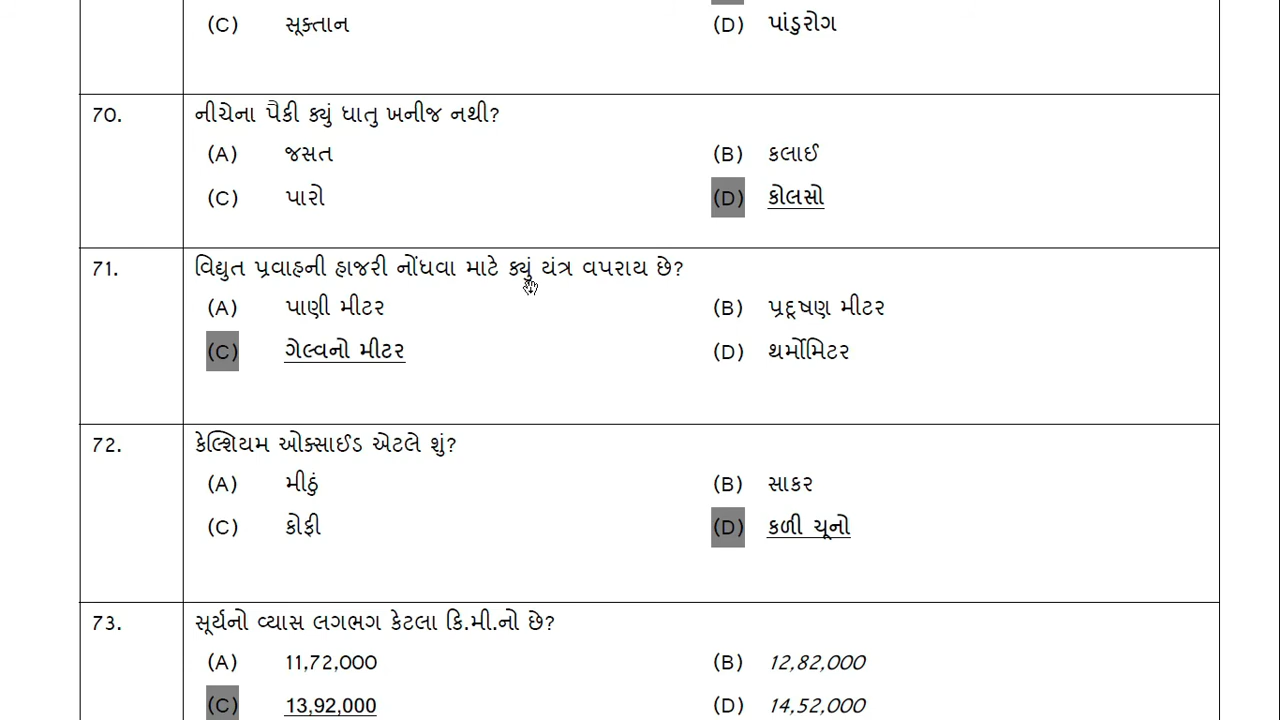 (C) સૂક્તાન (D) પાંડુરોગ
70. નીચેના પૈકી ક્યું ધાતુ ખનીજ નથી?
(A) જસત (B) કલાઈ
(C) પારો (D) કોલસો
71. વિદ્યુત પ્રવાહની હાજરી નોંધવા માટે ક્યું યંત્ર વપરાય છે?
(A) પાણી મીટર (B) પ્રદૂષણ મીટર
(C) ગેલ્વનો મીટર (D) થર્મોમિટર
72. કેલ્શિયમ ઓક્સાઈડ એટલે શું?
(A) મીઠું (B) સાકર
(C) કોફી (D) કળી ચૂનો
73. સૂર્યનો વ્યાસ લગભગ કેટલા કિ.મી.નો છે?
(A) 11,72,000 (B) 12,82,000
(C) 13,92,000 (D) 14,52,000